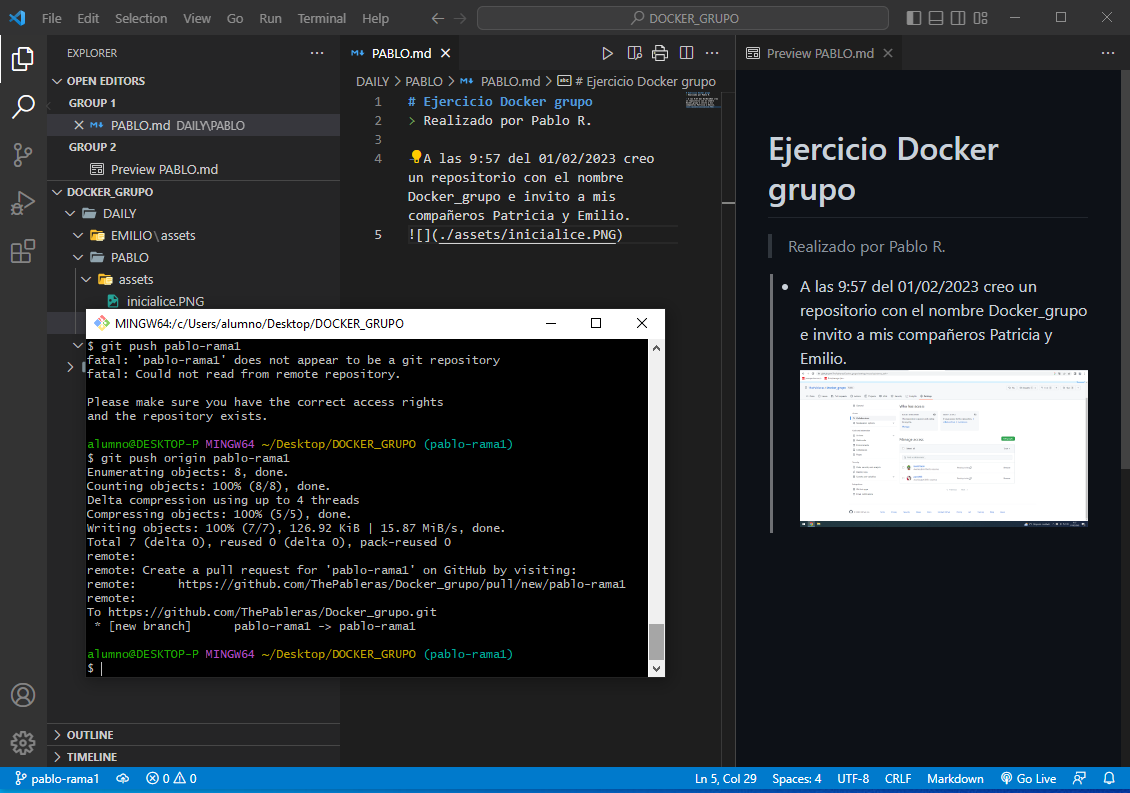 File Edit Selection View Go Run Terminal Help
DOCKER_GRUPO
EXPLORER
OPEN EDITORS
GROUP 1
PABLO.md DAILY\PABLO
GROUP 2
Preview PABLO.md
DOCKER_GRUPO
DAILY
EMILIO\assets
PABLO
assets
inicialice.PNG
OUTLINE
TIMELINE
PABLO.md
DAILY > PABLO > PABLO.md > # Ejercicio Docker grupo
1 # Ejercicio Docker grupo
2 > Realizado por Pablo R.
3
4 A las 9:57 del 01/02/2023 creo
un repositorio con el nombre
Docker_grupo e invito a mis
compañeros Patricia y Emilio.
5 ![](./assets/inicialice.PNG)
Preview PABLO.md
Ejercicio Docker
grupo
Realizado por Pablo R.
• A las 9:57 del 01/02/2023 creo un
repositorio con el nombre Docker_grupo
e invito a mis compañeros Patricia y
Emilio.
MINGW64:/c/Users/alumno/Desktop/DOCKER_GRUPO
$ git push pablo-rama1
fatal: 'pablo-rama1' does not appear to be a git repository
fatal: Could not read from remote repository.
Please make sure you have the correct access rights
and the repository exists.
alumno@DESKTOP-P MINGW64 ~/Desktop/DOCKER_GRUPO (pablo-rama1)
$ git push origin pablo-rama1
Enumerating objects: 8, done.
Counting objects: 100% (8/8), done.
Delta compression using up to 4 threads
Compressing objects: 100% (5/5), done.
Writing objects: 100% (7/7), 126.92 KiB | 15.87 MiB/s, done.
Total 7 (delta 0), reused 0 (delta 0), pack-reused 0
remote:
remote: Create a pull request for 'pablo-rama1' on GitHub by visiting:
remote:      https://github.com/ThePableras/Docker_grupo/pull/new/pablo-rama1
remote:
To https://github.com/ThePableras/Docker_grupo.git
 * [new branch]      pablo-rama1 -> pablo-rama1
alumno@DESKTOP-P MINGW64 ~/Desktop/DOCKER_GRUPO (pablo-rama1)
$
pablo-rama1 0 0 Ln 5, Col 29 Spaces: 4 UTF-8 CRLF Markdown Go Live